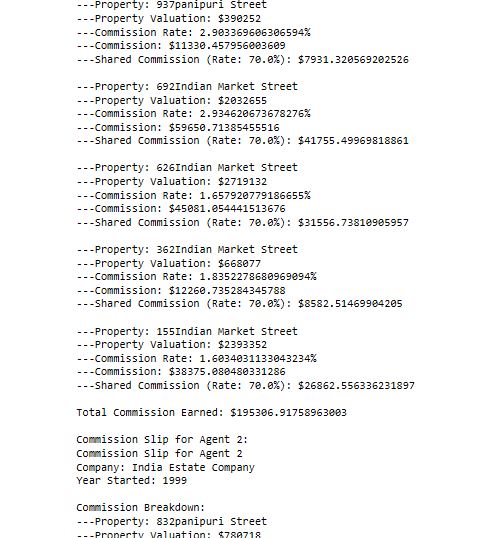 ---Property: 937panipuri Street
---Property Valuation: $390252
---Commission Rate: 2.903369606306594%
---Commission: $11330.457956003609
---Shared Commission (Rate: 70.0%): $7931.320569202526
---Property: 692Indian Market Street
---Property Valuation: $2032655
---Commission Rate: 2.934620673678276%
---Commission: $59650.71385455516
---Shared Commission (Rate: 70.0%): $41755.49969818861
---Property: 626Indian Market Street
---Property Valuation: $2719132
---Commission Rate: 1.657920779186655%
---Commission: $45081.054441513676
---Shared Commission (Rate: 70.0%): $31556.73810905957
---Property: 362Indian Market Street
---Property Valuation: $668077
---Commission Rate: 1.8352278680969094%
---Commission: $12260.735284345788
---Shared Commission (Rate: 70.0%): $8582.51469904205
---Property: 155Indian Market Street
---Property Valuation: $2393352
---Commission Rate: 1.6034031133043234%
---Commission: $38375.080480331286
---Shared Commission (Rate: 70.0%): $26862.556336231897
Total Commission Earned: $195306.91758963003
Commission Slip for Agent 2:
Commission Slip for Agent 2
Company: India Estate Company
Year Started: 1999
Commission Breakdown:
---Property: 832panipuri Street
---Property Valuation: $780718